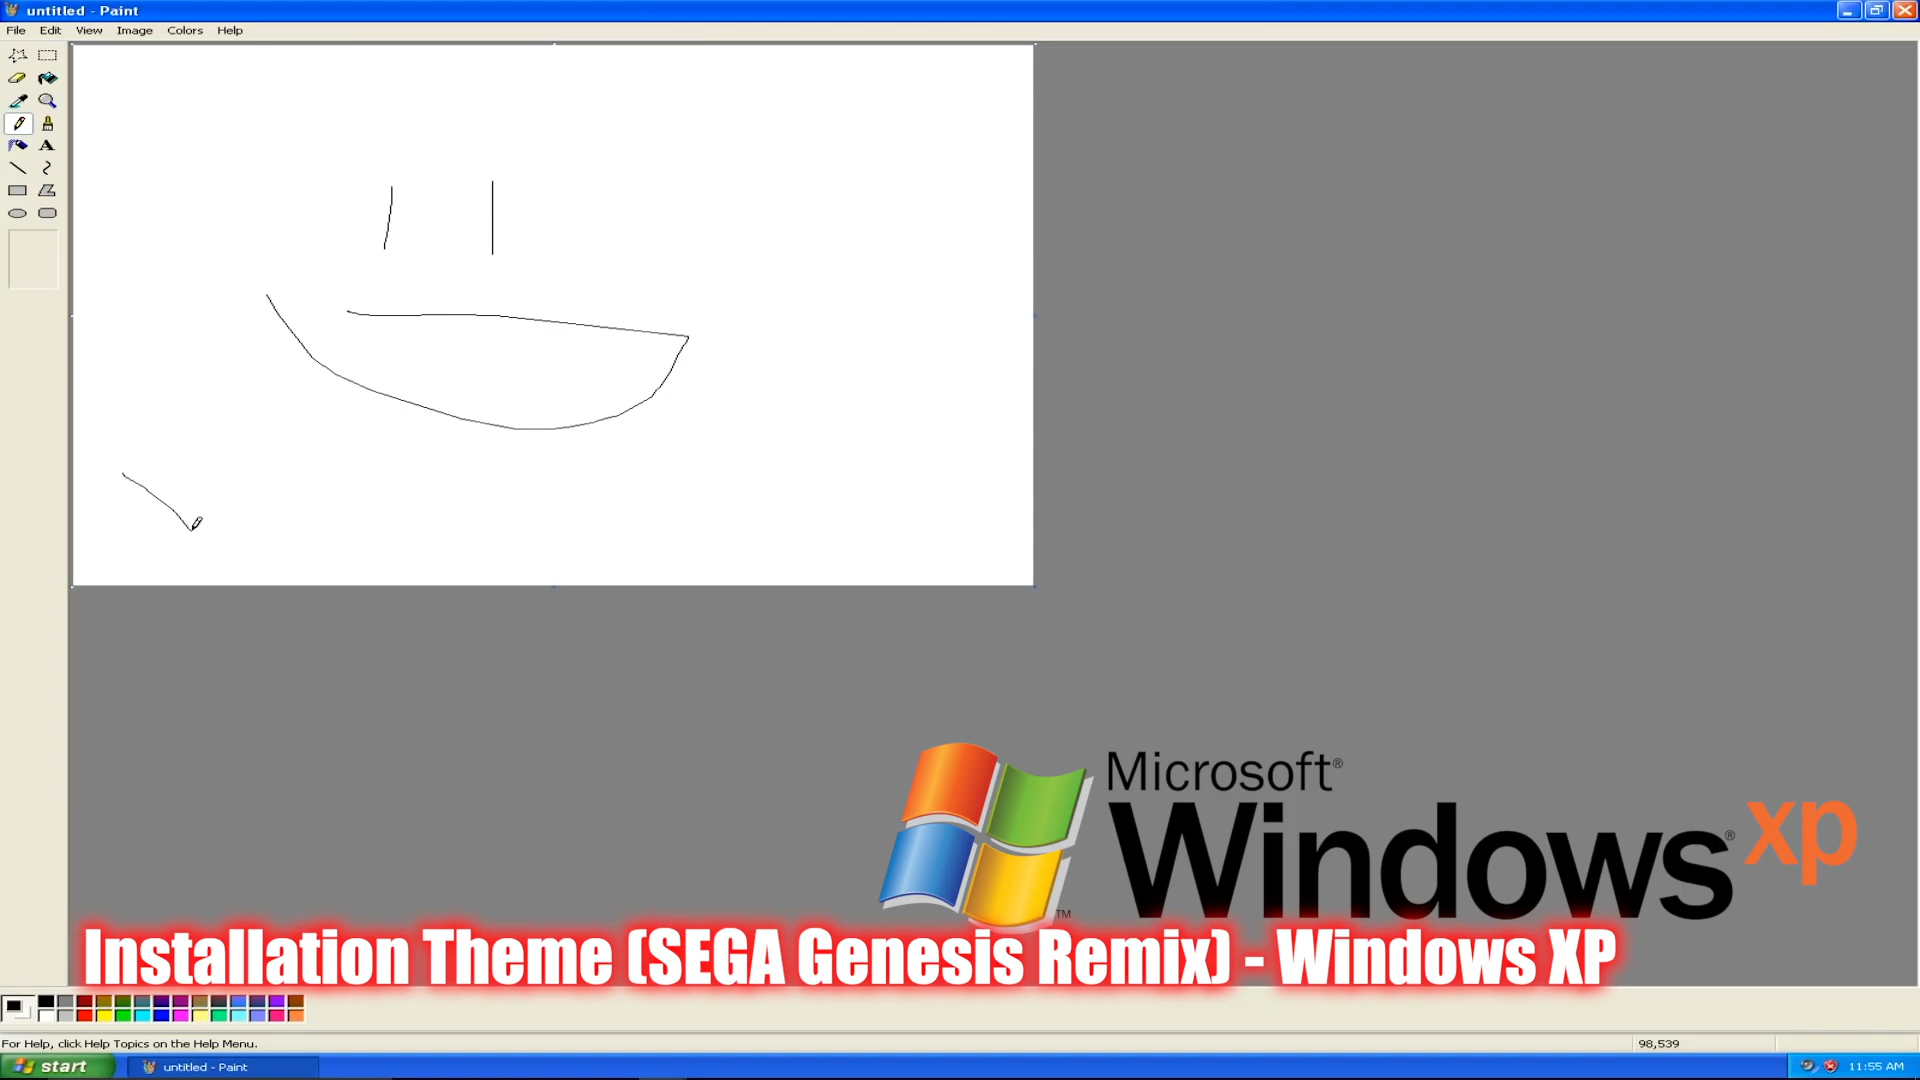 untitled - Paint
File Edit View Image Colors Help
A
Microsoft®
Windows® xp
TM
Installation Theme (SEGA Genesis Remix) - Windows XP
For Help, click Help Topics on the Help Menu.
98,539
start
untitled - Paint
11:55 AM